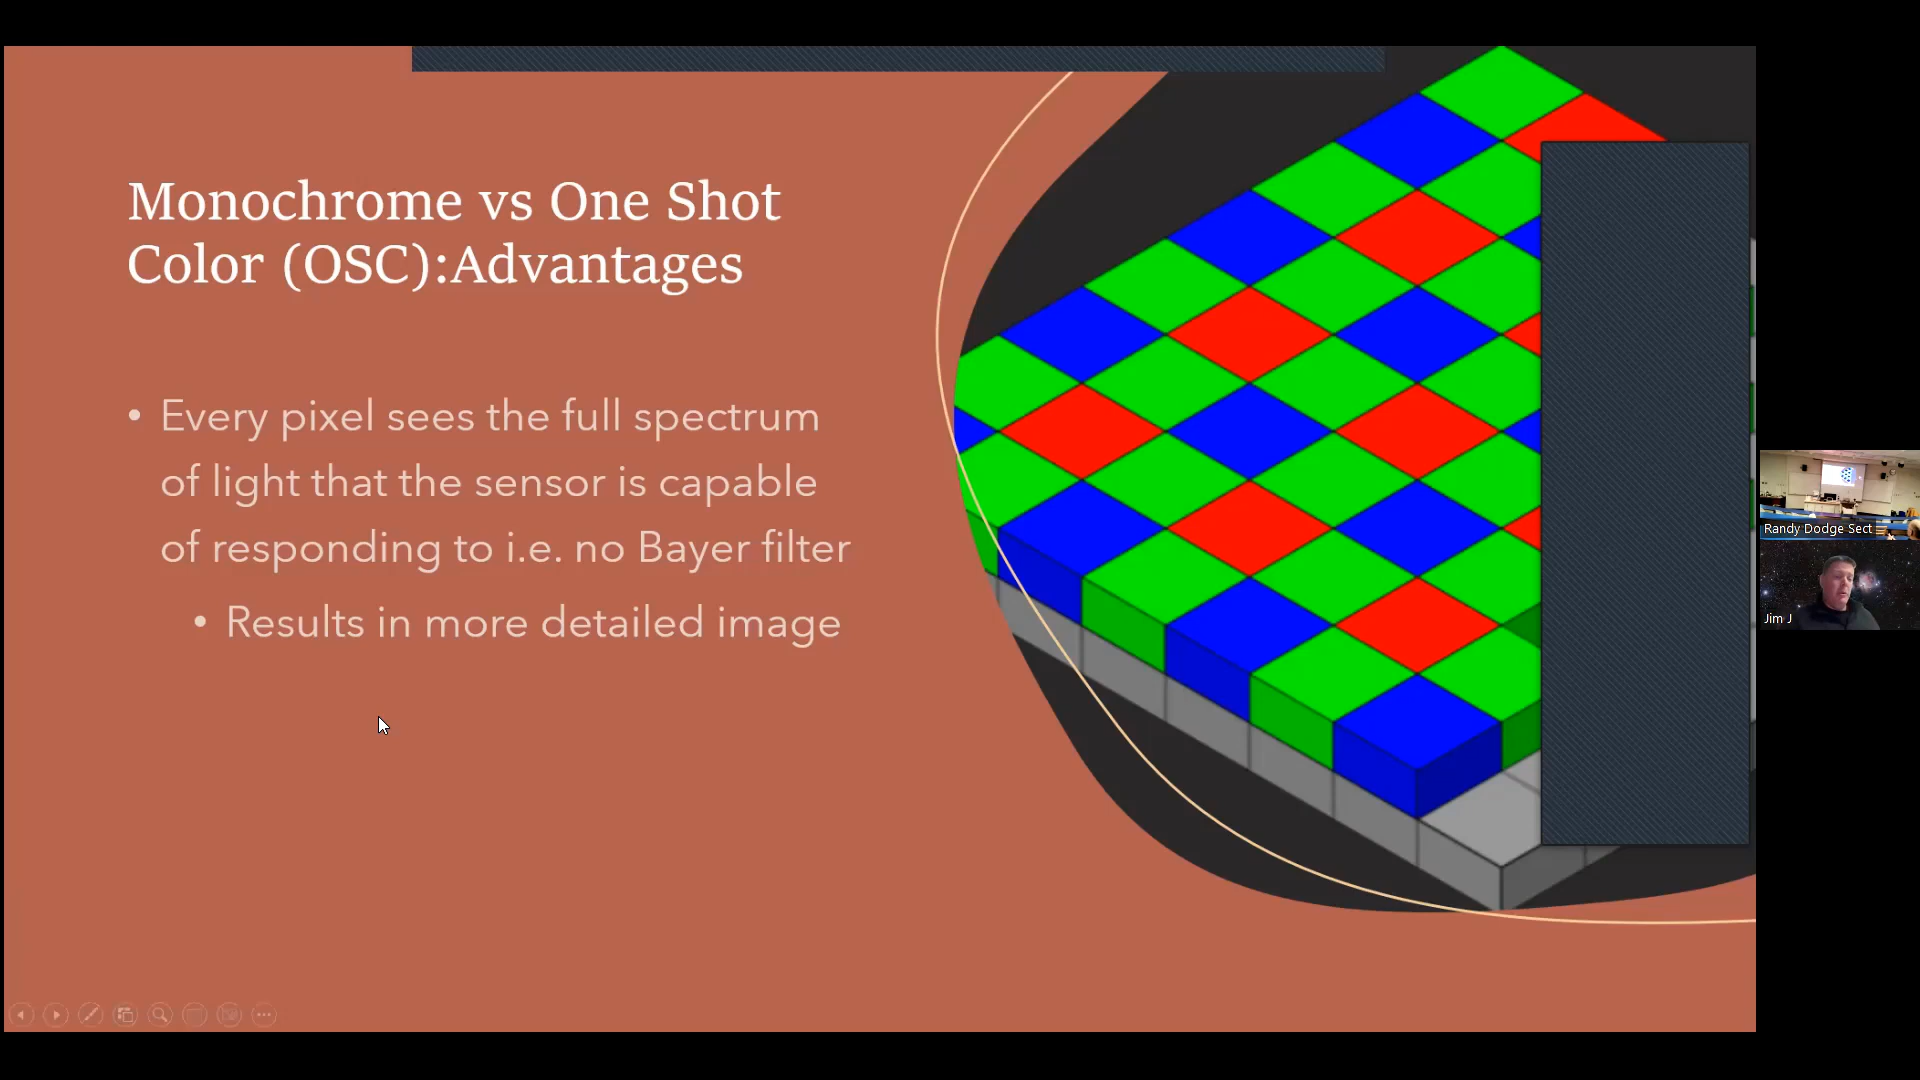 Monochrome vs One Shot
Color (OSC):Advantages
• Every pixel sees the full spectrum
of light that the sensor is capable
of responding to i.e. no Bayer filter
• Results in more detailed image
Randy Dodge Sect
Jim J